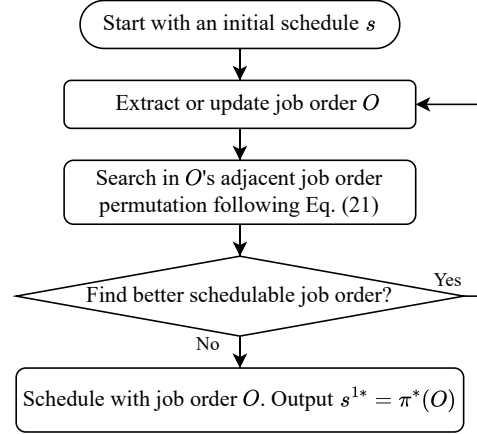 Start with an initial schedule s
Extract or update job order O
Search in O's adjacent job order
permutation following Eq. (21)
Find better schedulable job order?
Yes
No
Schedule with job order O. Output s^{1*} = π*(O)